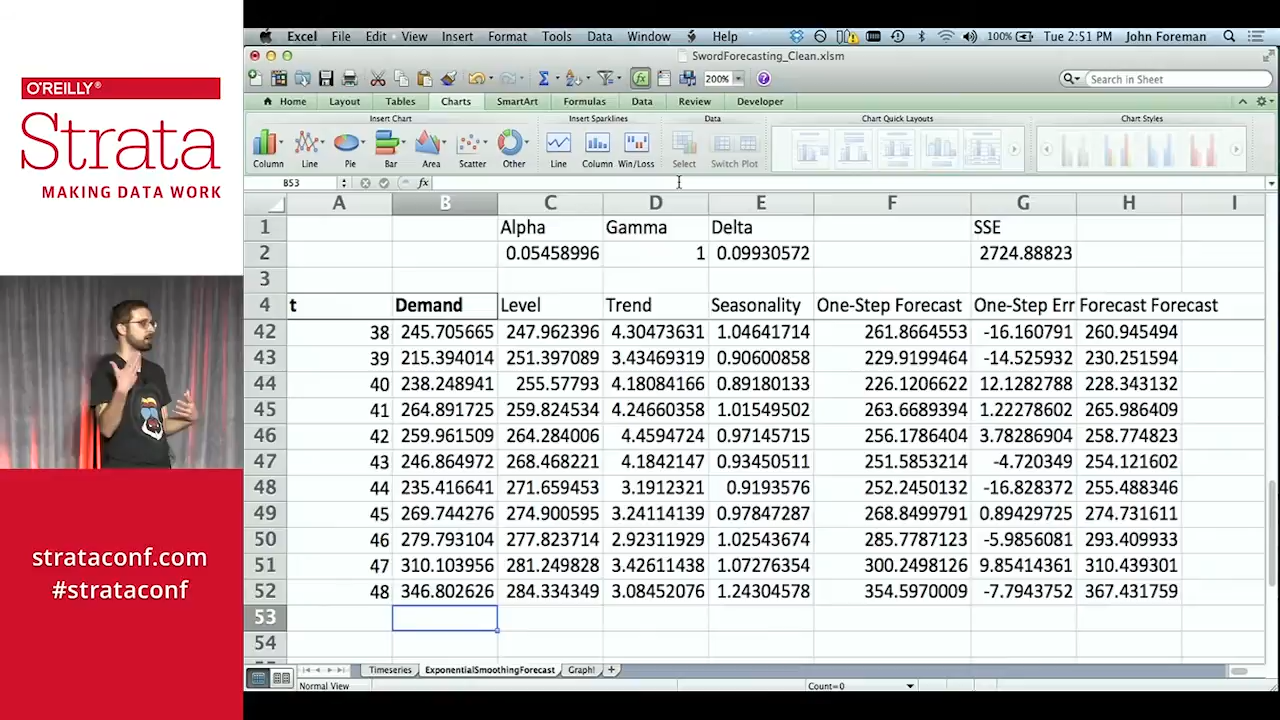 O'REILLY®
Strata
MAKING DATA WORK
strataconf.com
#strataconf
Excel File Edit View Insert Format Tools Data Window Help 100% Tue 2:51 PM John Foreman
SwordForecasting_Clean.xlsm
200% Search in Sheet
Home Layout Tables Charts SmartArt Formulas Data Review Developer
Insert Chart Insert Sparklines Data Chart Quick Layouts Chart Styles
Column Line Pie Bar Area Scatter Other Line Column Win/Loss Select Switch Plot
B53 fx
A B C D E F G H I
1 Alpha Gamma Delta SSE
2 0.05458996 1 0.09930572 2724.88823
3
4 t Demand Level Trend Seasonality One-Step Forecast One-Step Err Forecast Forecast
42 38 245.705665 247.962396 4.30473631 1.04641714 261.8664553 -16.160791 260.945494
43 39 215.394014 251.397089 3.43469319 0.90600858 229.9199464 -14.525932 230.251594
44 40 238.248941 255.57793 4.18084166 0.89180133 226.1206622 12.1282788 228.343132
45 41 264.891725 259.824534 4.24660358 1.01549502 263.6689394 1.22278602 265.986409
46 42 259.961509 264.284006 4.4594724 0.97145715 256.1786404 3.78286904 258.774823
47 43 246.864972 268.468221 4.1842147 0.93450511 251.5853214 -4.720349 254.121602
48 44 235.416641 271.659453 3.1912321 0.9193576 252.2450132 -16.828372 255.488346
49 45 269.744276 274.900595 3.24114139 0.97847287 268.8499791 0.89429725 274.731611
50 46 279.793104 277.823714 2.92311929 1.02543674 285.7787123 -5.9856081 293.409933
51 47 310.103956 281.249828 3.42611438 1.07276354 300.2498126 9.85414361 310.439301
52 48 346.802626 284.334349 3.08452076 1.24304578 354.5970009 -7.7943752 367.431759
53
54
Timeseries ExponentialSmoothingForecast Graph!
Normal View Count=0